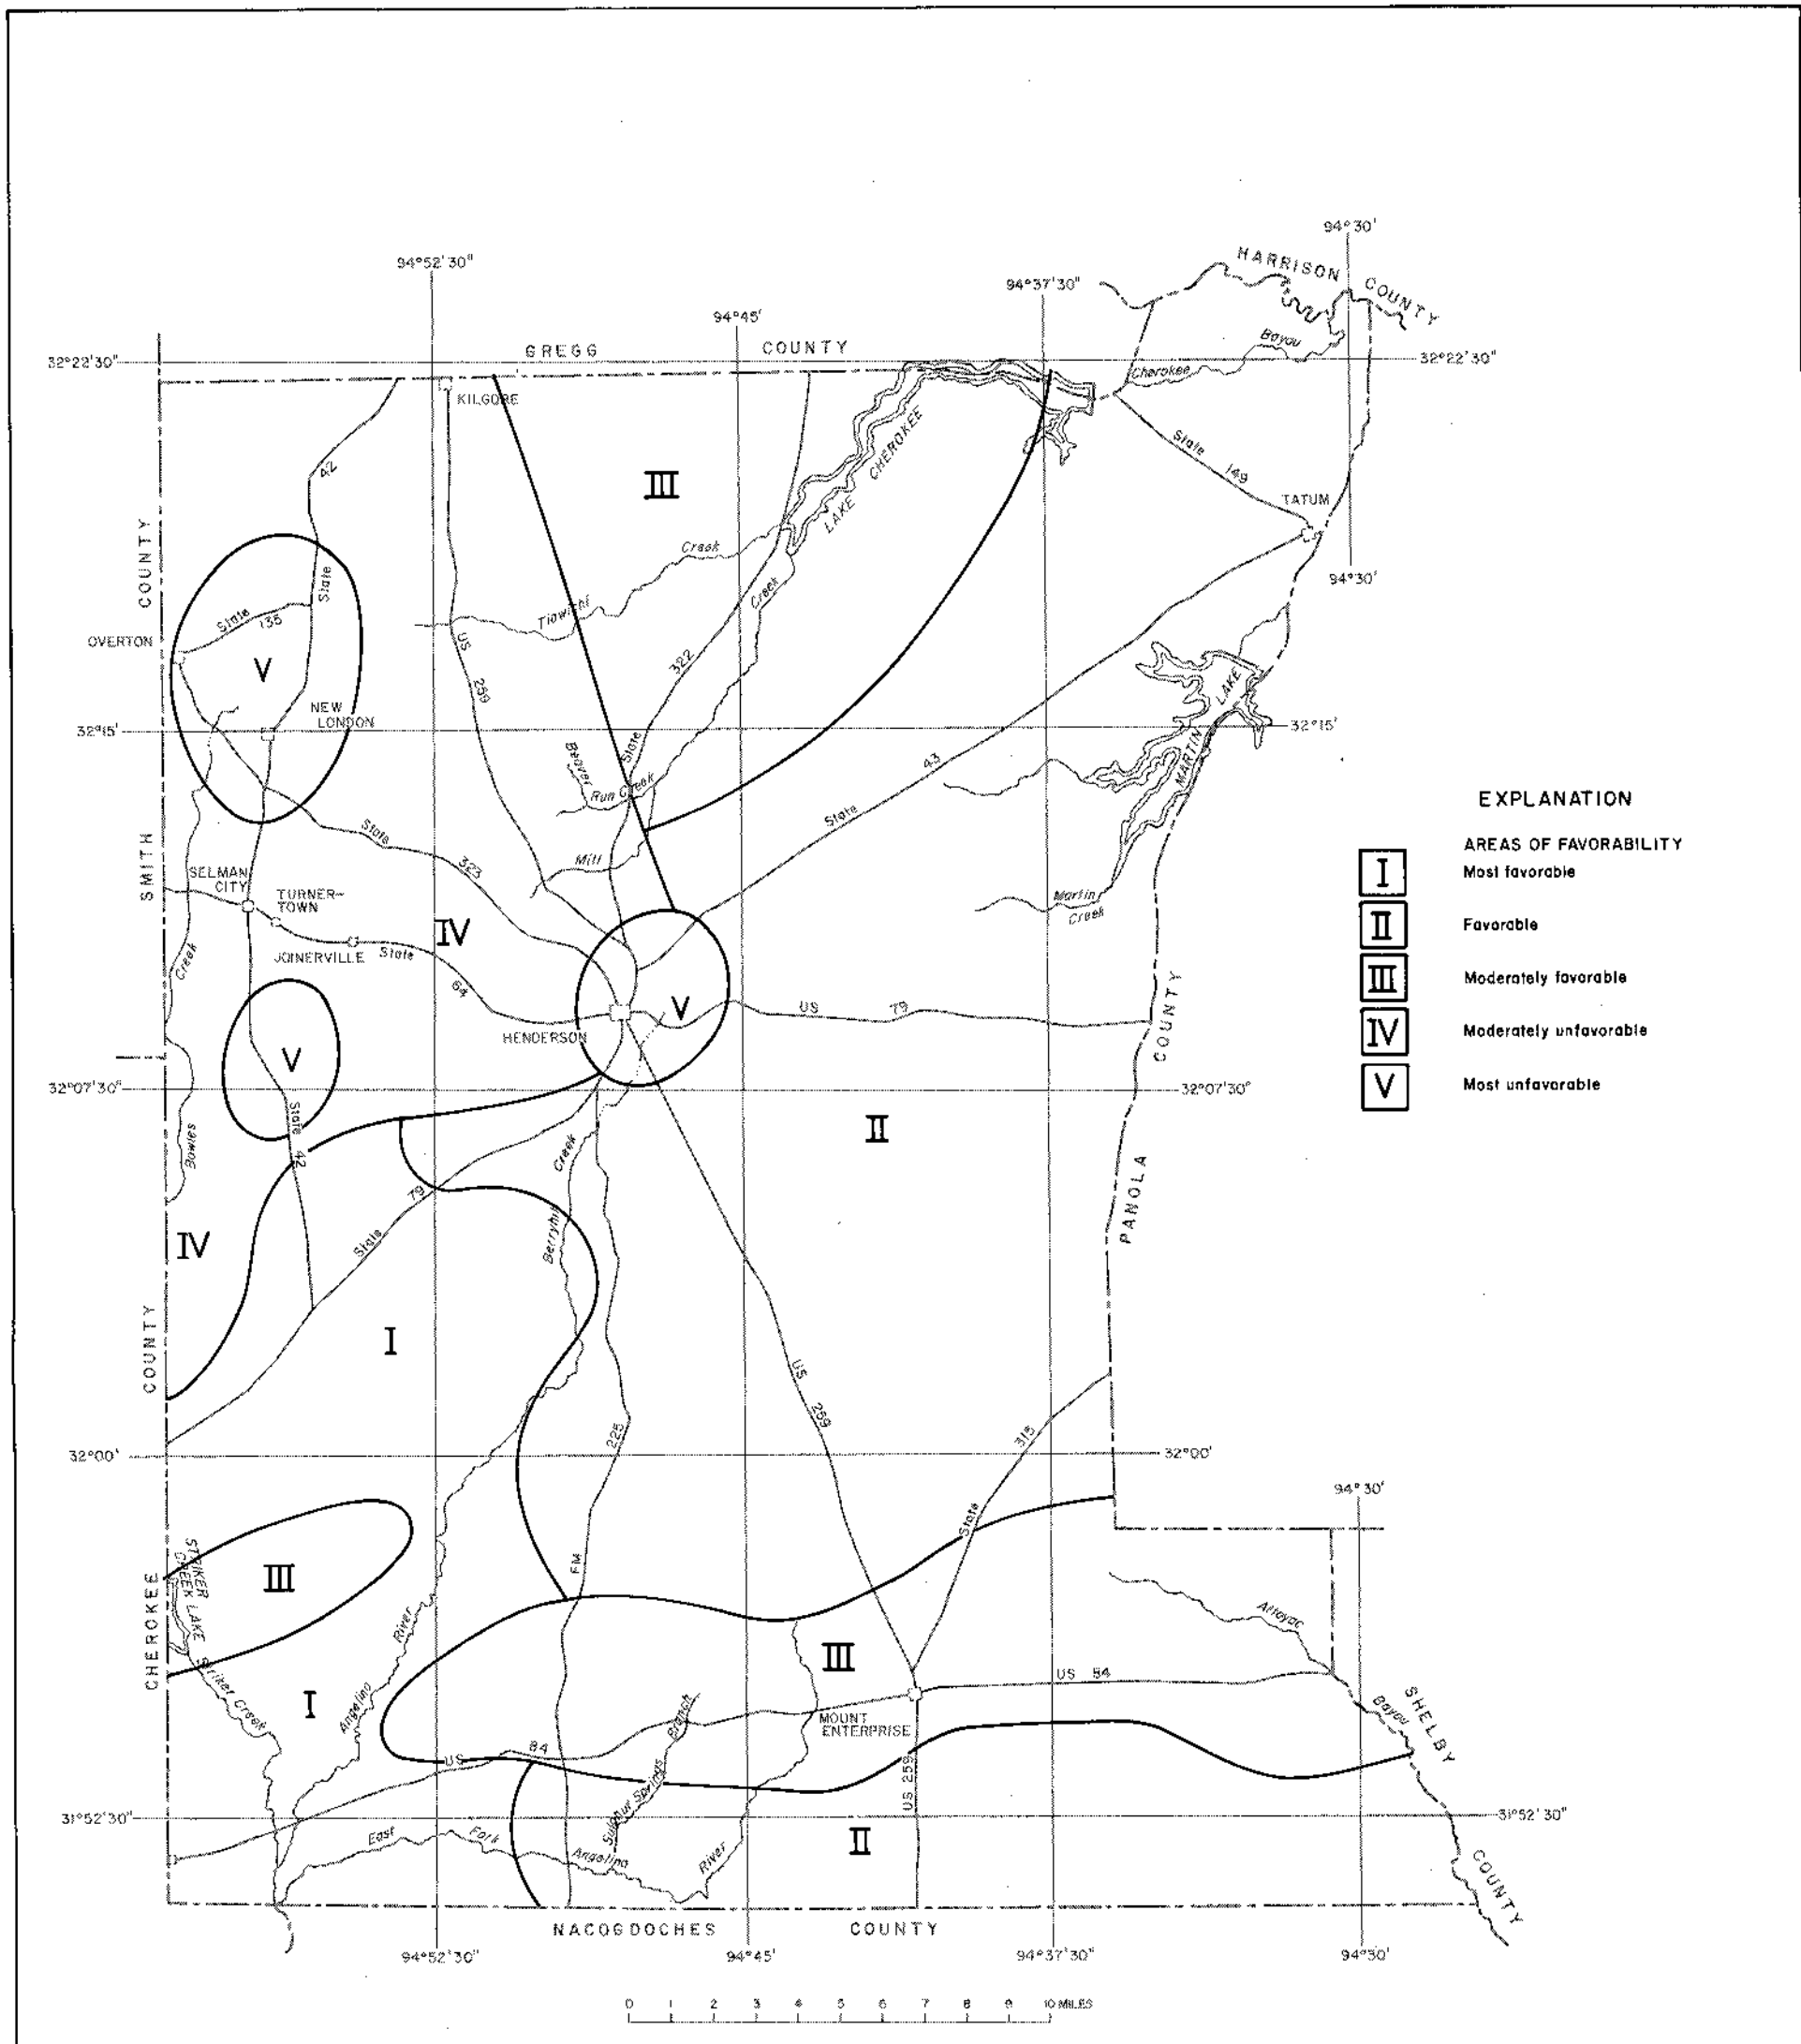 94°30'
HARRISON COUNTY
94°52'30"
94°37'30"
94°45'
Bayou
Cherokee
32°22'30"
GREGG COUNTY
32°22'30"
KILGORE
42
State
III
LAKE CHEROKEE
State 149
TATUM
94°30'
COUNTY
Creek
Tiawichi
Creek
State 135
OVERTON
V
US 259
322
State
NEW
LONDON
32°15'
32°15'
MARTIN LAKE
Beaver
Run Creek
43
State
EXPLANATION
AREAS OF FAVORABILITY
I Most favorable
II Favorable
III Moderately favorable
IV Moderately unfavorable
V Most unfavorable
SMITH
State 323
Mill
SELMAN
CITY
TURNER-
TOWN
Martin
Creek
IV
JOINERVILLE
State 64
Creek
V
US 79
HENDERSON
COUNTY
V
32°07'30"
32°07'30"
State 42
Bowles
II
Creek
PANOLA
79
State
IV
I
COUNTY
US 259
225
315
State
32°00'
32°00'
94°30'
III
STRIKER
CREEK LAKE
FM
CHEROKEE
River
Angelina
Attoyac
Bayou
III
US 84
Striker Creek
I
MOUNT
ENTERPRISE
SHELBY
Branch
Sulphur Springs
US 84
US 259
31°52'30"
31°52'30"
East Fork
Angelina
River
II
COUNTY
NACOGDOCHES COUNTY
94°52'30"
94°45'
94°37'30"
94°30'
0 1 2 3 4 5 6 7 8 9 10 MILES